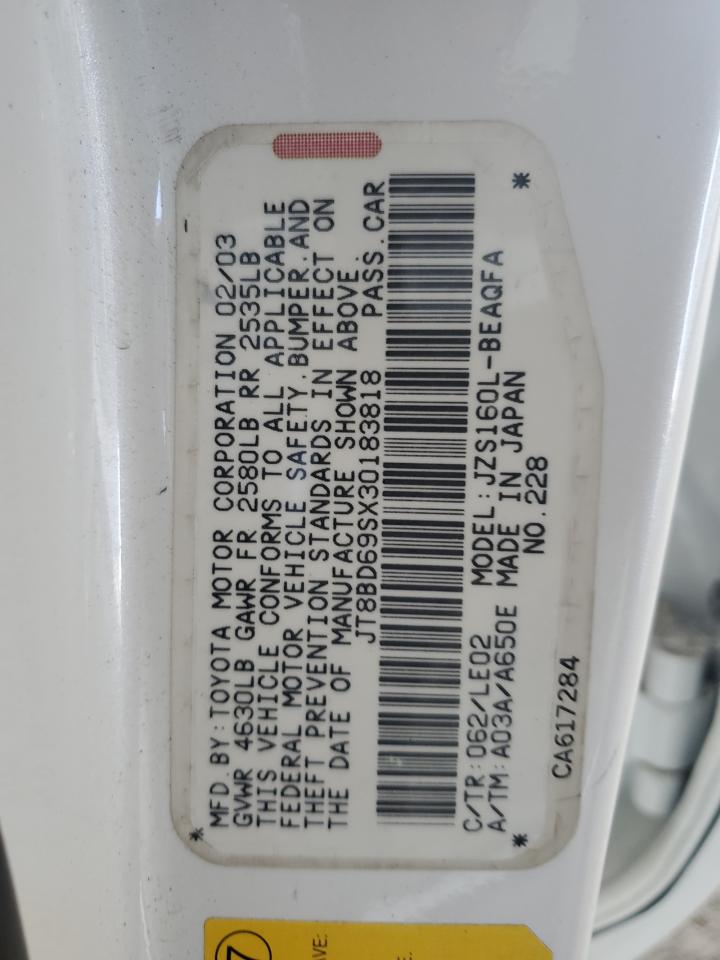 MFD. BY:TOYOTA MOTOR CORPORATION 02/03
GVWR 4630LB GAWR FR 2580LB RR 2535LB
THIS VEHICLE CONFORMS TO ALL APPLICABLE
FEDERAL MOTOR VEHICLE SAFETY,BUMPER,AND
THEFT PREVENTION STANDARDS IN EFFECT ON
THE DATE OF MANUFACTURE SHOWN ABOVE.
JT8BD69SX30183818 PASS.CAR
C/TR:062/LE02 MODEL:JZS160L-BEAQFA
A/TM:A03A/A650E MADE IN JAPAN
NO.228
CA617284
7